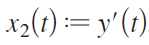 x₂(t) := y′(t)